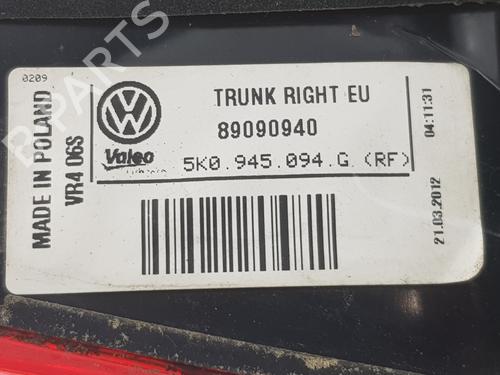 0209
MADE IN POLAND
VR4 06S
Valeo
TRUNK RIGHT EU
89090940
5K0.945.094.G (RF)
04:11:31
21.03.2012
B PARTS